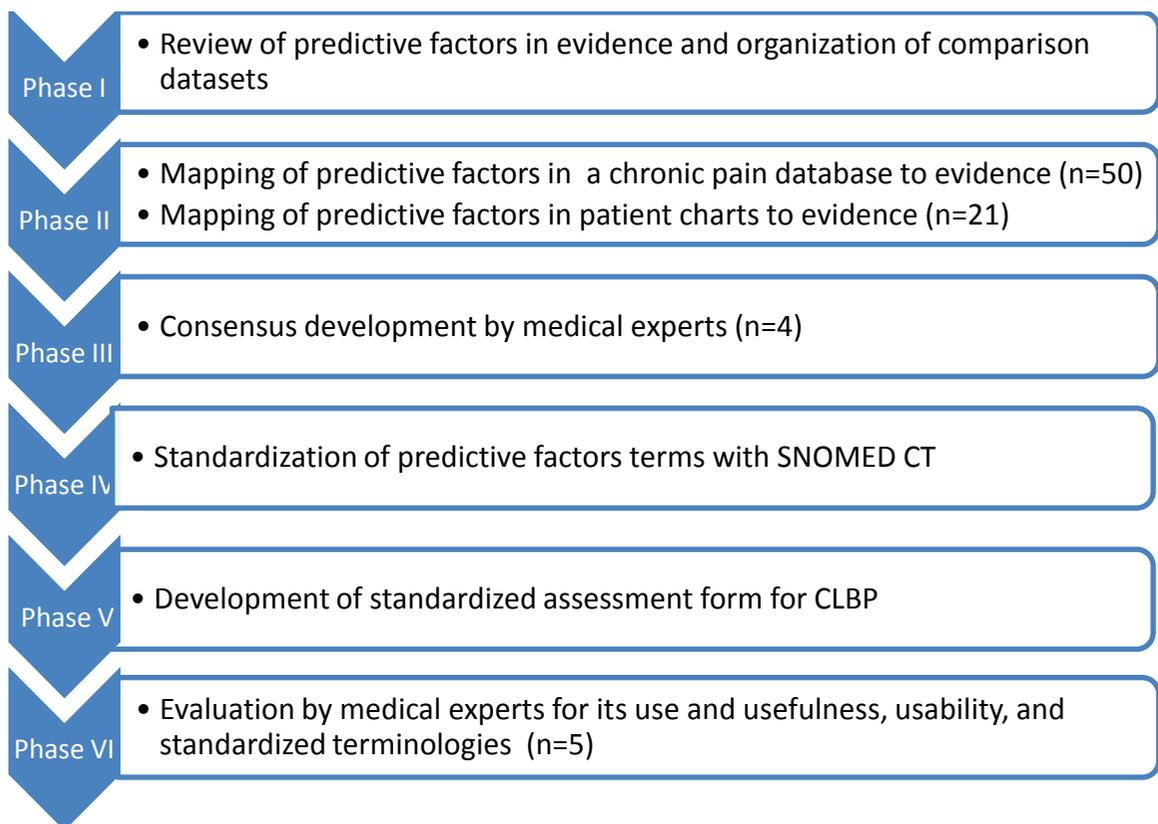 Phase I
• Review of predictive factors in evidence and organization of comparison
datasets
Phase II
• Mapping of predictive factors in a chronic pain database to evidence (n=50)
• Mapping of predictive factors in patient charts to evidence (n=21)
Phase III
• Consensus development by medical experts (n=4)
Phase IV
• Standardization of predictive factors terms with SNOMED CT
Phase V
• Development of standardized assessment form for CLBP
Phase VI
• Evaluation by medical experts for its use and usefulness, usability, and
standardized terminologies (n=5)